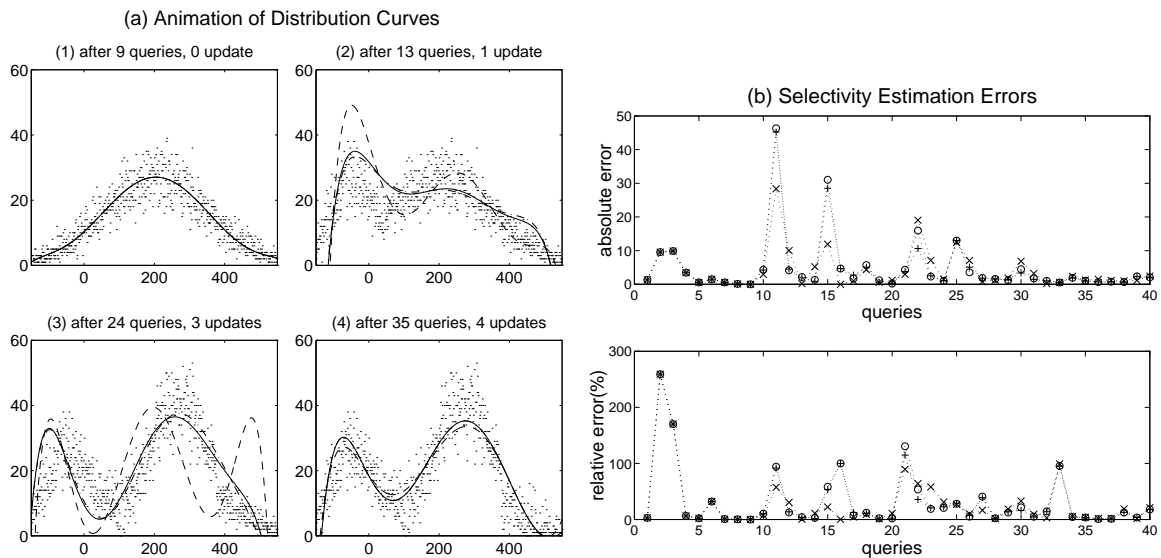 (a) Animation of Distribution Curves
(1) after 9 queries, 0 update
60
40
20
0
0 200 400
(2) after 13 queries, 1 update
60
40
20
0
0 200 400
(3) after 24 queries, 3 updates
60
40
20
0
0 200 400
(4) after 35 queries, 4 updates
60
40
20
0
0 200 400
(b) Selectivity Estimation Errors
absolute error
50
40
30
20
10
0
0 5 10 15 20 25 30 35 40
queries
relative error(%)
300
200
100
0
0 5 10 15 20 25 30 35 40
queries